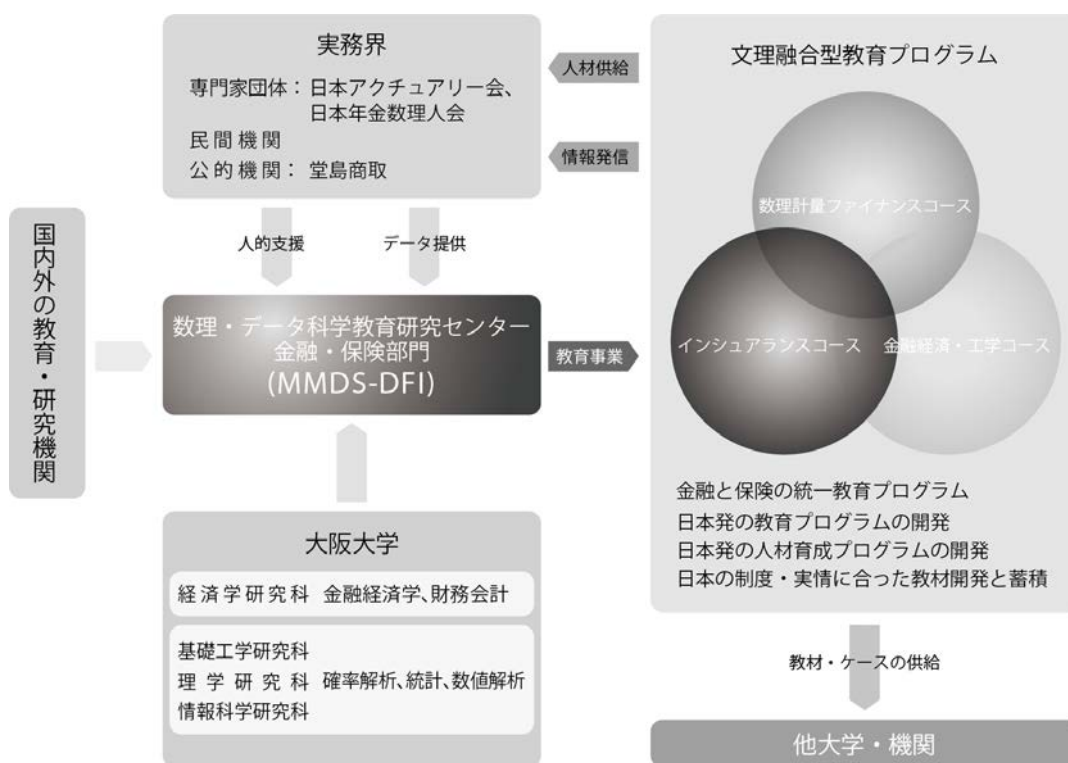 実務界
専門家団体：日本アクチュアリー会、
日本年金数理人会
民間機関
公的機関：堂島商取
人材供給
情報発信
文理融合型教育プログラム
数理計量ファイナンスコース
インシュアランスコース
金融経済・工学コース
金融と保険の統一教育プログラム
日本発の教育プログラムの開発
日本発の人材育成プログラムの開発
日本の制度・実情に合った教材開発と蓄積
国内外の教育・研究機関
人的支援
データ提供
数理・データ科学教育研究センター
金融・保険部門
(MMDS-DFI)
教育事業
大阪大学
経済学研究科 金融経済学、財務会計
基礎工学研究科
理学研究科 確率解析、統計、数値解析
情報科学研究科
教材・ケースの供給
他大学・機関